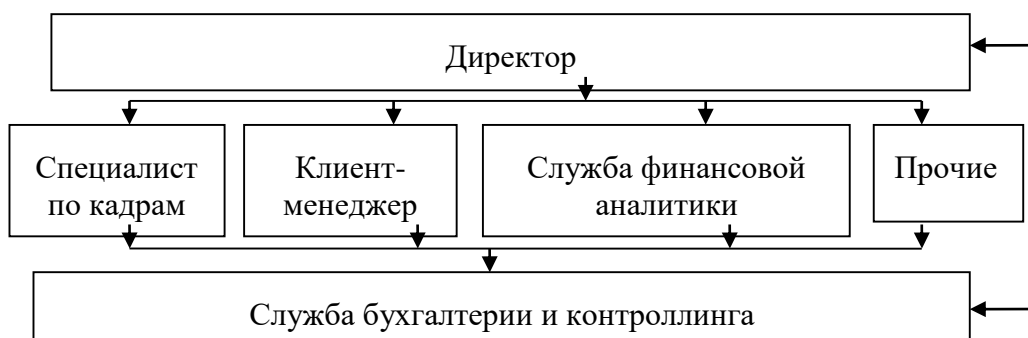 Директор
Специалист
по кадрам
Клиент-
менеджер
Служба финансовой
аналитики
Прочие
Служба бухгалтерии и контроллинга